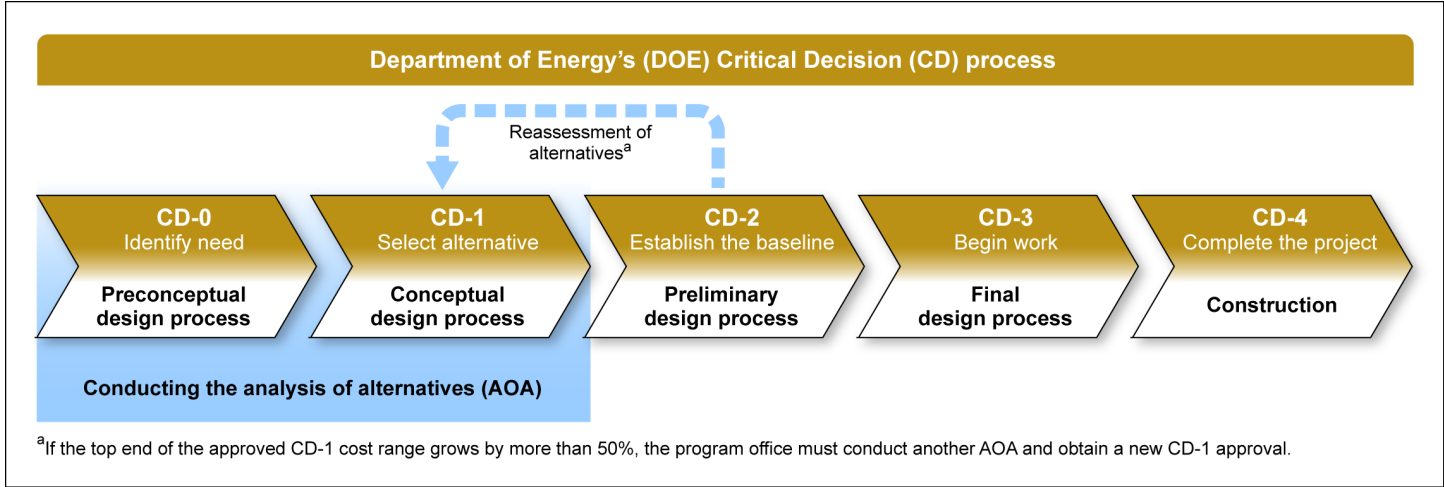 Department of Energy’s (DOE) Critical Decision (CD) process
Reassessment of
alternativesa
CD-0
Identify need
Preconceptual
design process
CD-1
Select alternative
Conceptual
design process
CD-2
Establish the baseline
Preliminary
design process
CD-3
Begin work
Final
design process
CD-4
Complete the project
Construction
Conducting the analysis of alternatives (AOA)
aIf the top end of the approved CD-1 cost range grows by more than 50%, the program office must conduct another AOA and obtain a new CD-1 approval.